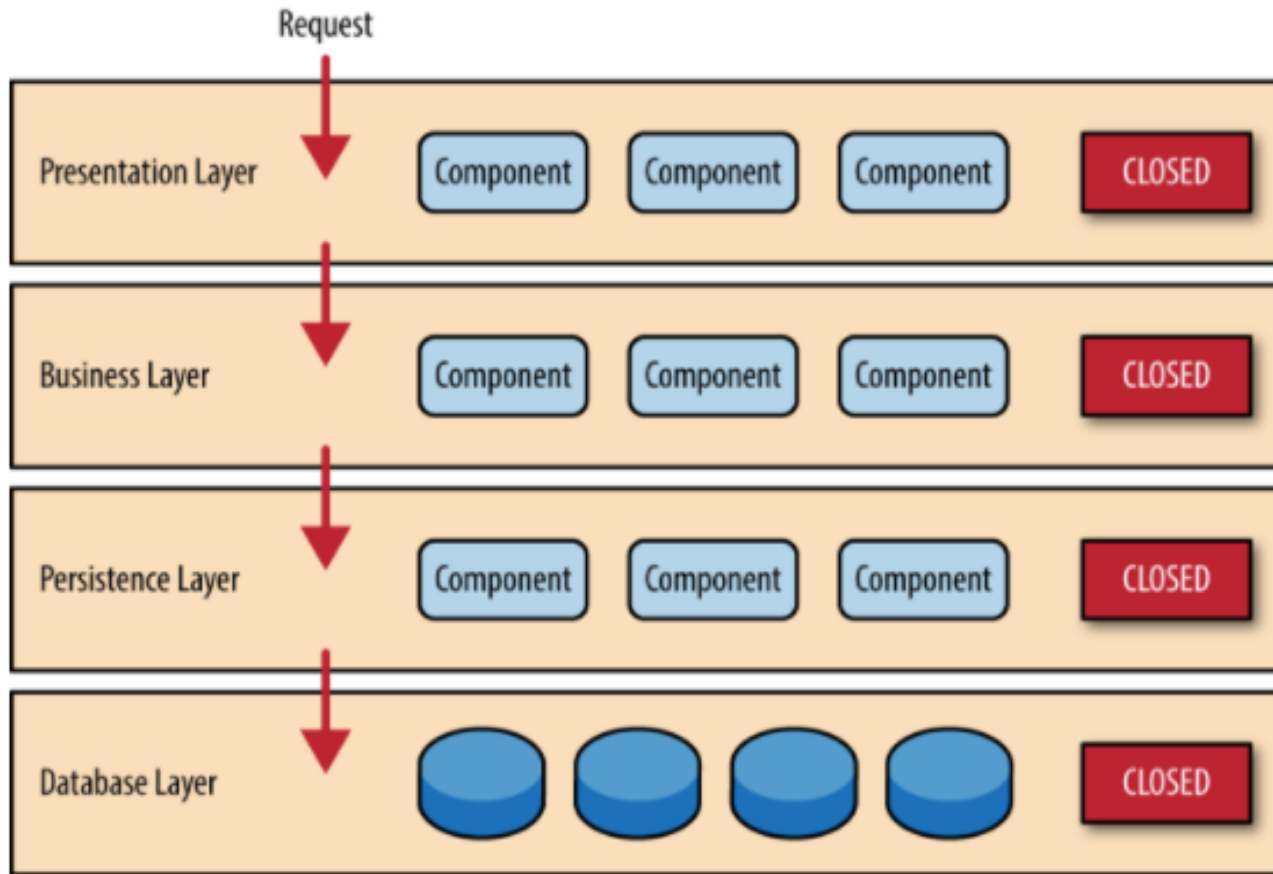 Request
Presentation Layer Component Component Component CLOSED
Business Layer Component Component Component CLOSED
Persistence Layer Component Component Component CLOSED
Database Layer CLOSED